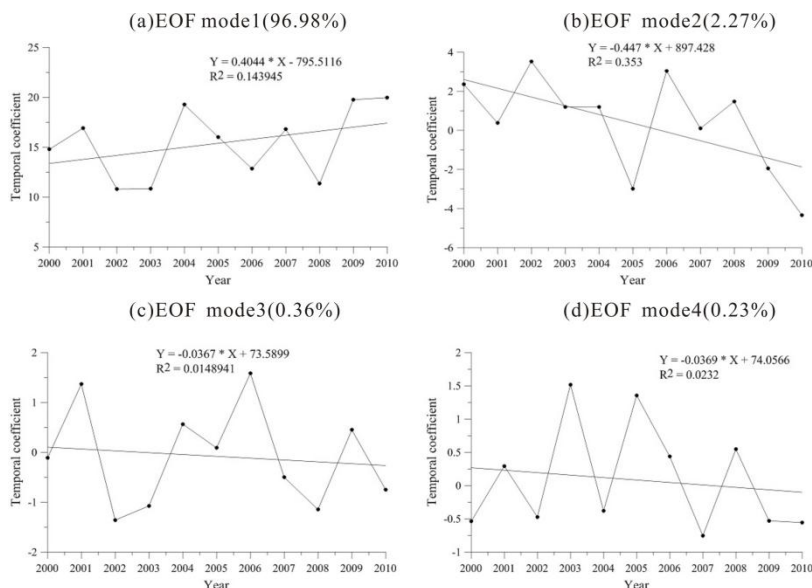 (a)EOF mode1(96.98%)
Y = 0.4044 * X - 795.5116
R2 = 0.143945
25
20
15
10
5
Temporal coefficient
2000 2001 2002 2003 2004 2005 2006 2007 2008 2009 2010
Year
(b)EOF mode2(2.27%)
Y = -0.447 * X + 897.428
R2 = 0.353
4
2
0
-2
-4
-6
Temporal coefficient
2000 2001 2002 2003 2004 2005 2006 2007 2008 2009 2010
Year
(c)EOF mode3(0.36%)
Y = -0.0367 * X + 73.5899
R2 = 0.0148941
2
1
0
-1
-2
Temporal coefficient
2000 2001 2002 2003 2004 2005 2006 2007 2008 2009 2010
Year
(d)EOF mode4(0.23%)
Y = -0.0369 * X + 74.0566
R2 = 0.0232
2
1.5
1
0.5
0
-0.5
-1
Temporal coefficient
2000 2001 2002 2003 2004 2005 2006 2007 2008 2009 2010
Year